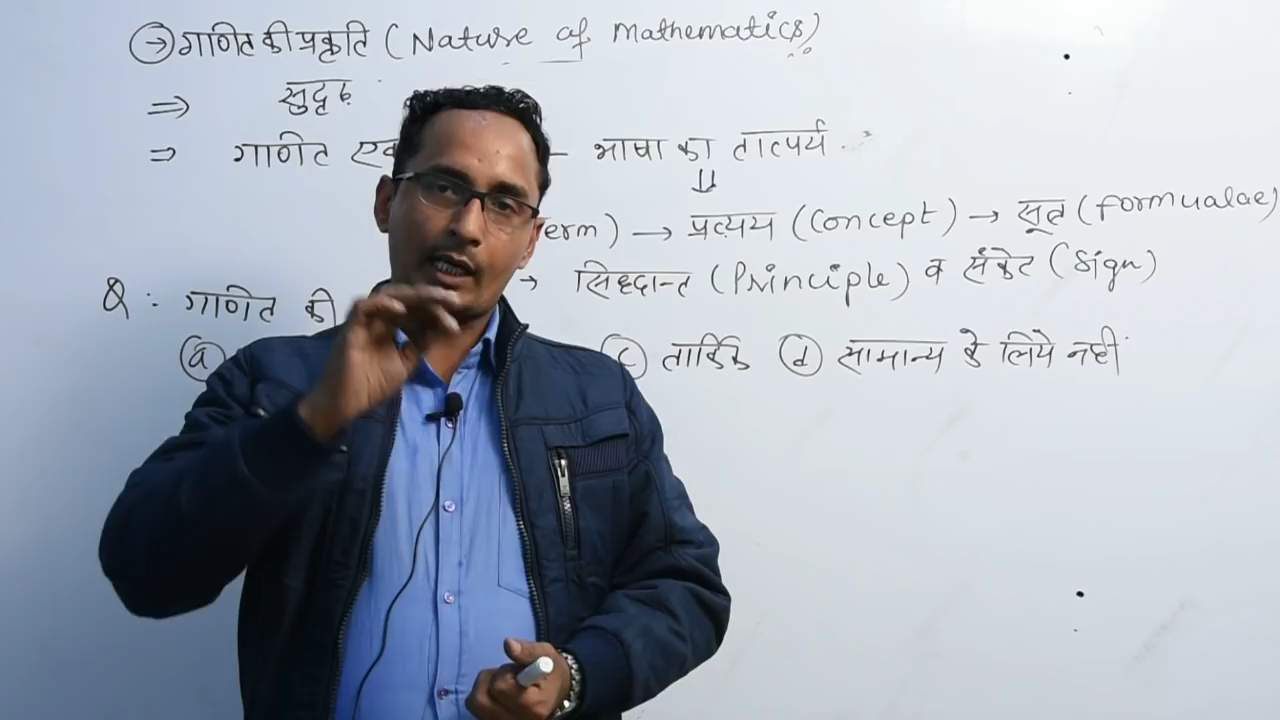 → गणित की प्रकृति (Nature of Mathematics)
⇒ सुदृढ़
⇒ गणित एक – भाषा का तात्पर्य
⇓
erm) → प्रत्यय (Concept) → सूत्र (formualae)
→ सिद्धान्त (Principle) व संकेत (Sign)
Q : गणित की
(a) (c) तार्किक (d) सामान्य के लिये नहीं